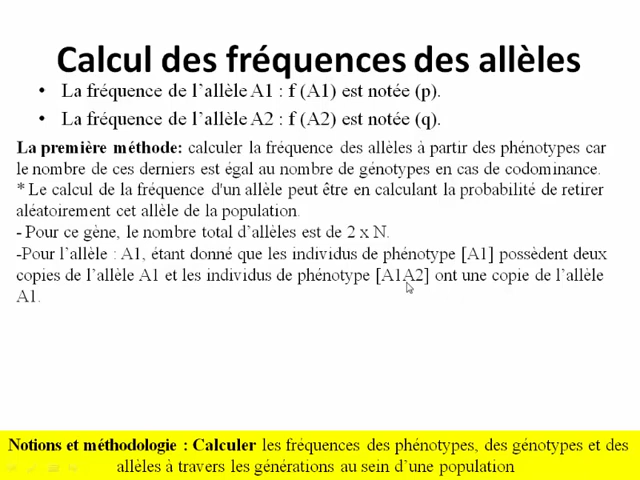 Calcul des fréquences des allèles
• La fréquence de l’allèle A1 : f (A1) est notée (p).
• La fréquence de l’allèle A2 : f (A2) est notée (q).
La première méthode: calculer la fréquence des allèles à partir des phénotypes car
le nombre de ces derniers est égal au nombre de génotypes en cas de codominance.
* Le calcul de la fréquence d'un allèle peut être en calculant la probabilité de retirer
aléatoirement cet allèle de la population.
- Pour ce gène, le nombre total d’allèles est de 2 x N.
-Pour l’allèle : A1, étant donné que les individus de phénotype [A1] possèdent deux
copies de l’allèle A1 et les individus de phénotype [A1A2] ont une copie de l’allèle
A1.
Notions et méthodologie : Calculer les fréquences des phénotypes, des génotypes et des
allèles à travers les générations au sein d’une population